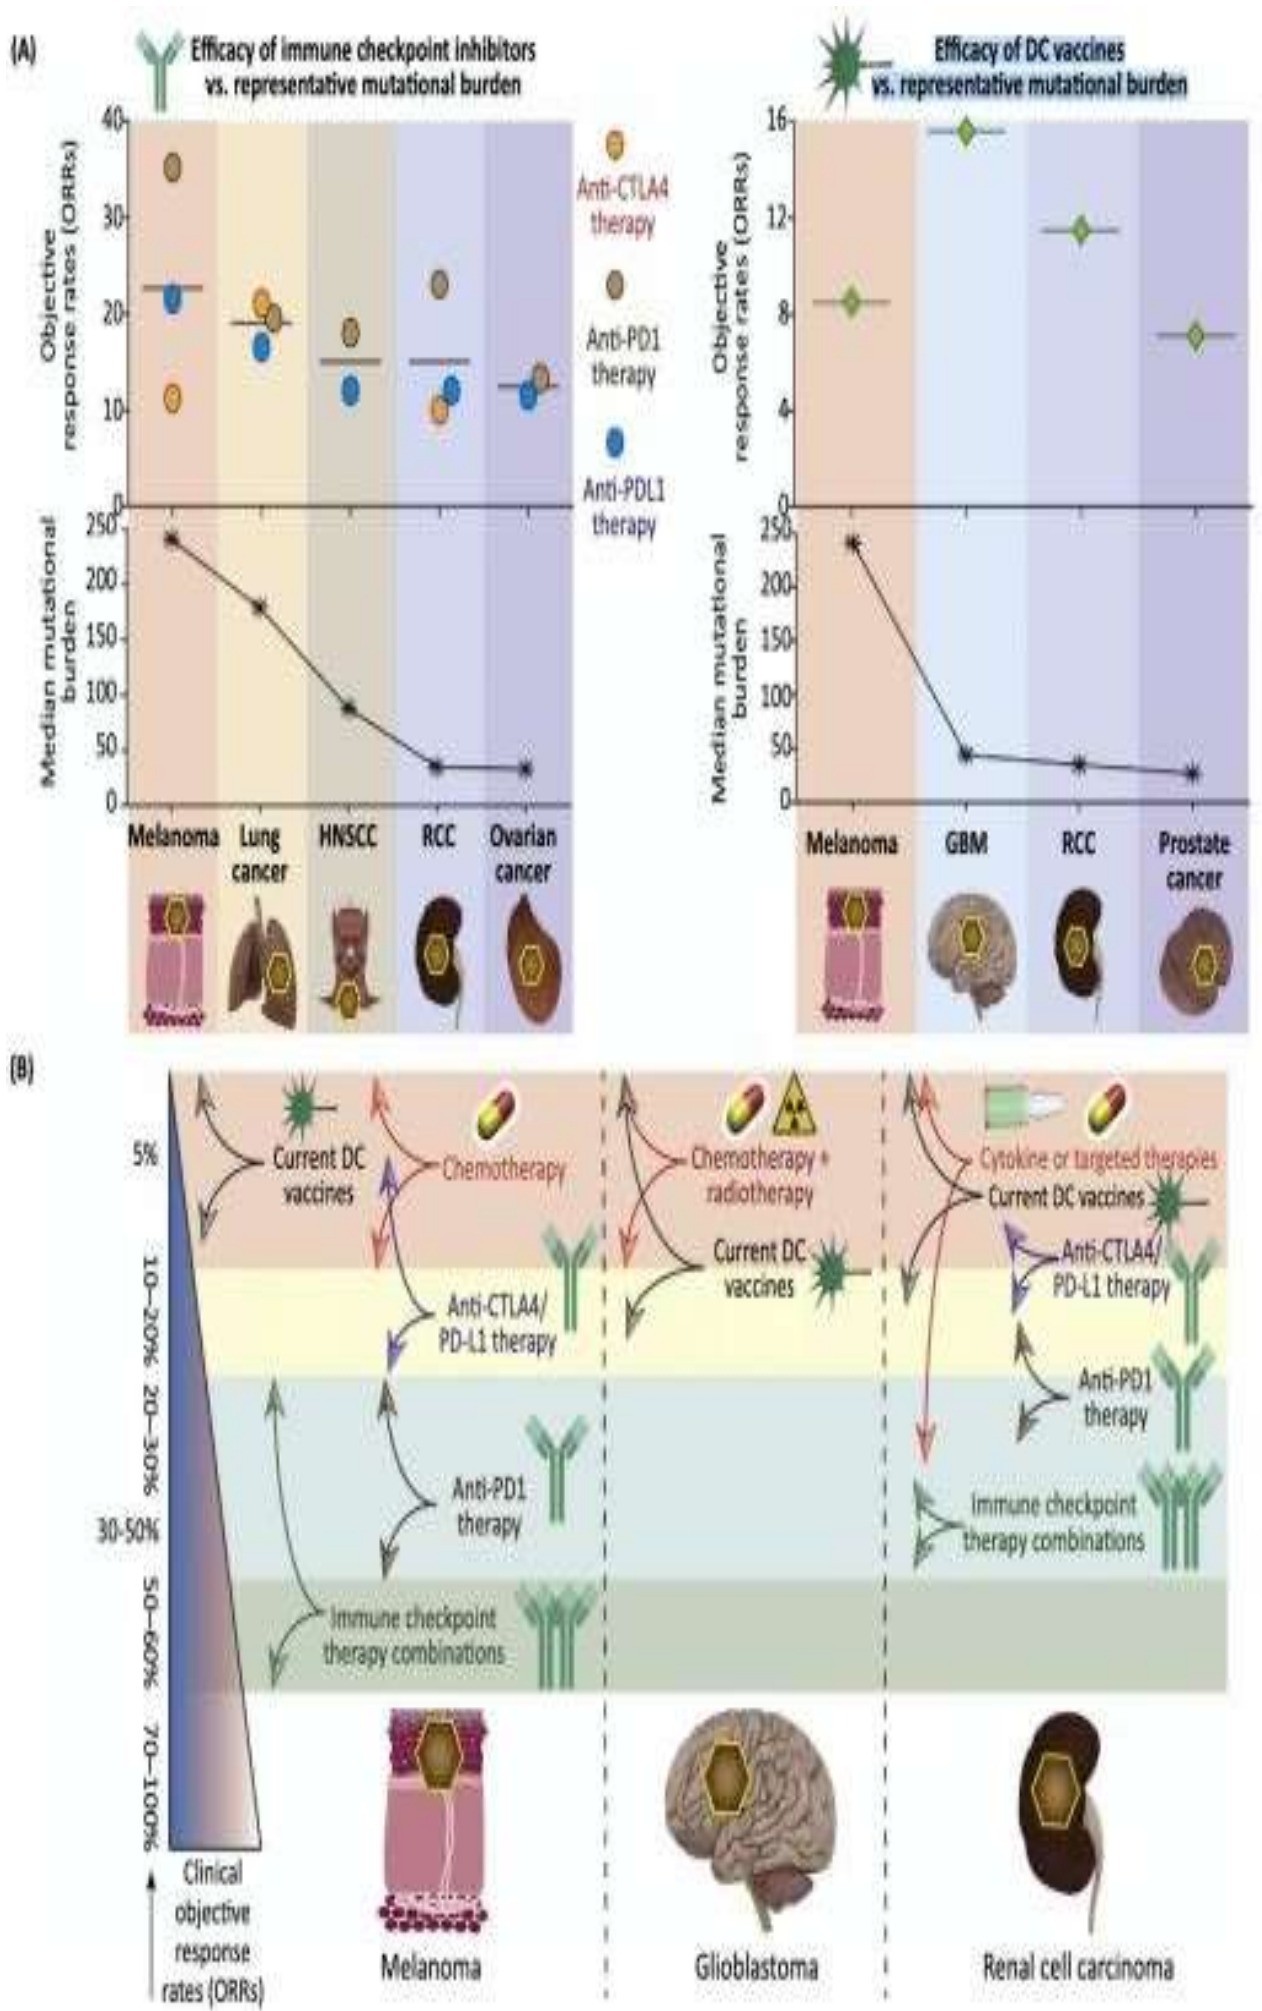 (A)
Efficacy of immune checkpoint inhibitors
vs. representative mutational burden
Objective
response rates (ORRs)
40
30
20
10
0
Anti-CTLA4
therapy
Anti-PD1
therapy
Anti-PDL1
therapy
Median mutational
burden
250
200
150
100
50
0
Melanoma
Lung
cancer
HNSCC
RCC
Ovarian
cancer
Efficacy of DC vaccines
vs. representative mutational burden
Objective
response rates (ORRs)
16
12
8
4
0
Median mutational
burden
250
200
150
100
50
0
Melanoma
GBM
RCC
Prostate
cancer
(B)
5%
10–20%
20–30%
30-50%
50–60%
70–100%
Clinical
objective
response
rates (ORRs)
Current DC
vaccines
Chemotherapy
Anti-CTLA4/
PD-L1 therapy
Anti-PD1
therapy
Immune checkpoint
therapy combinations
Melanoma
Chemotherapy +
radiotherapy
Current DC
vaccines
Glioblastoma
Cytokine or targeted therapies
Current DC vaccines
Anti-CTLA4/
PD-L1 therapy
Anti-PD1
therapy
Immune checkpoint
therapy combinations
Renal cell carcinoma